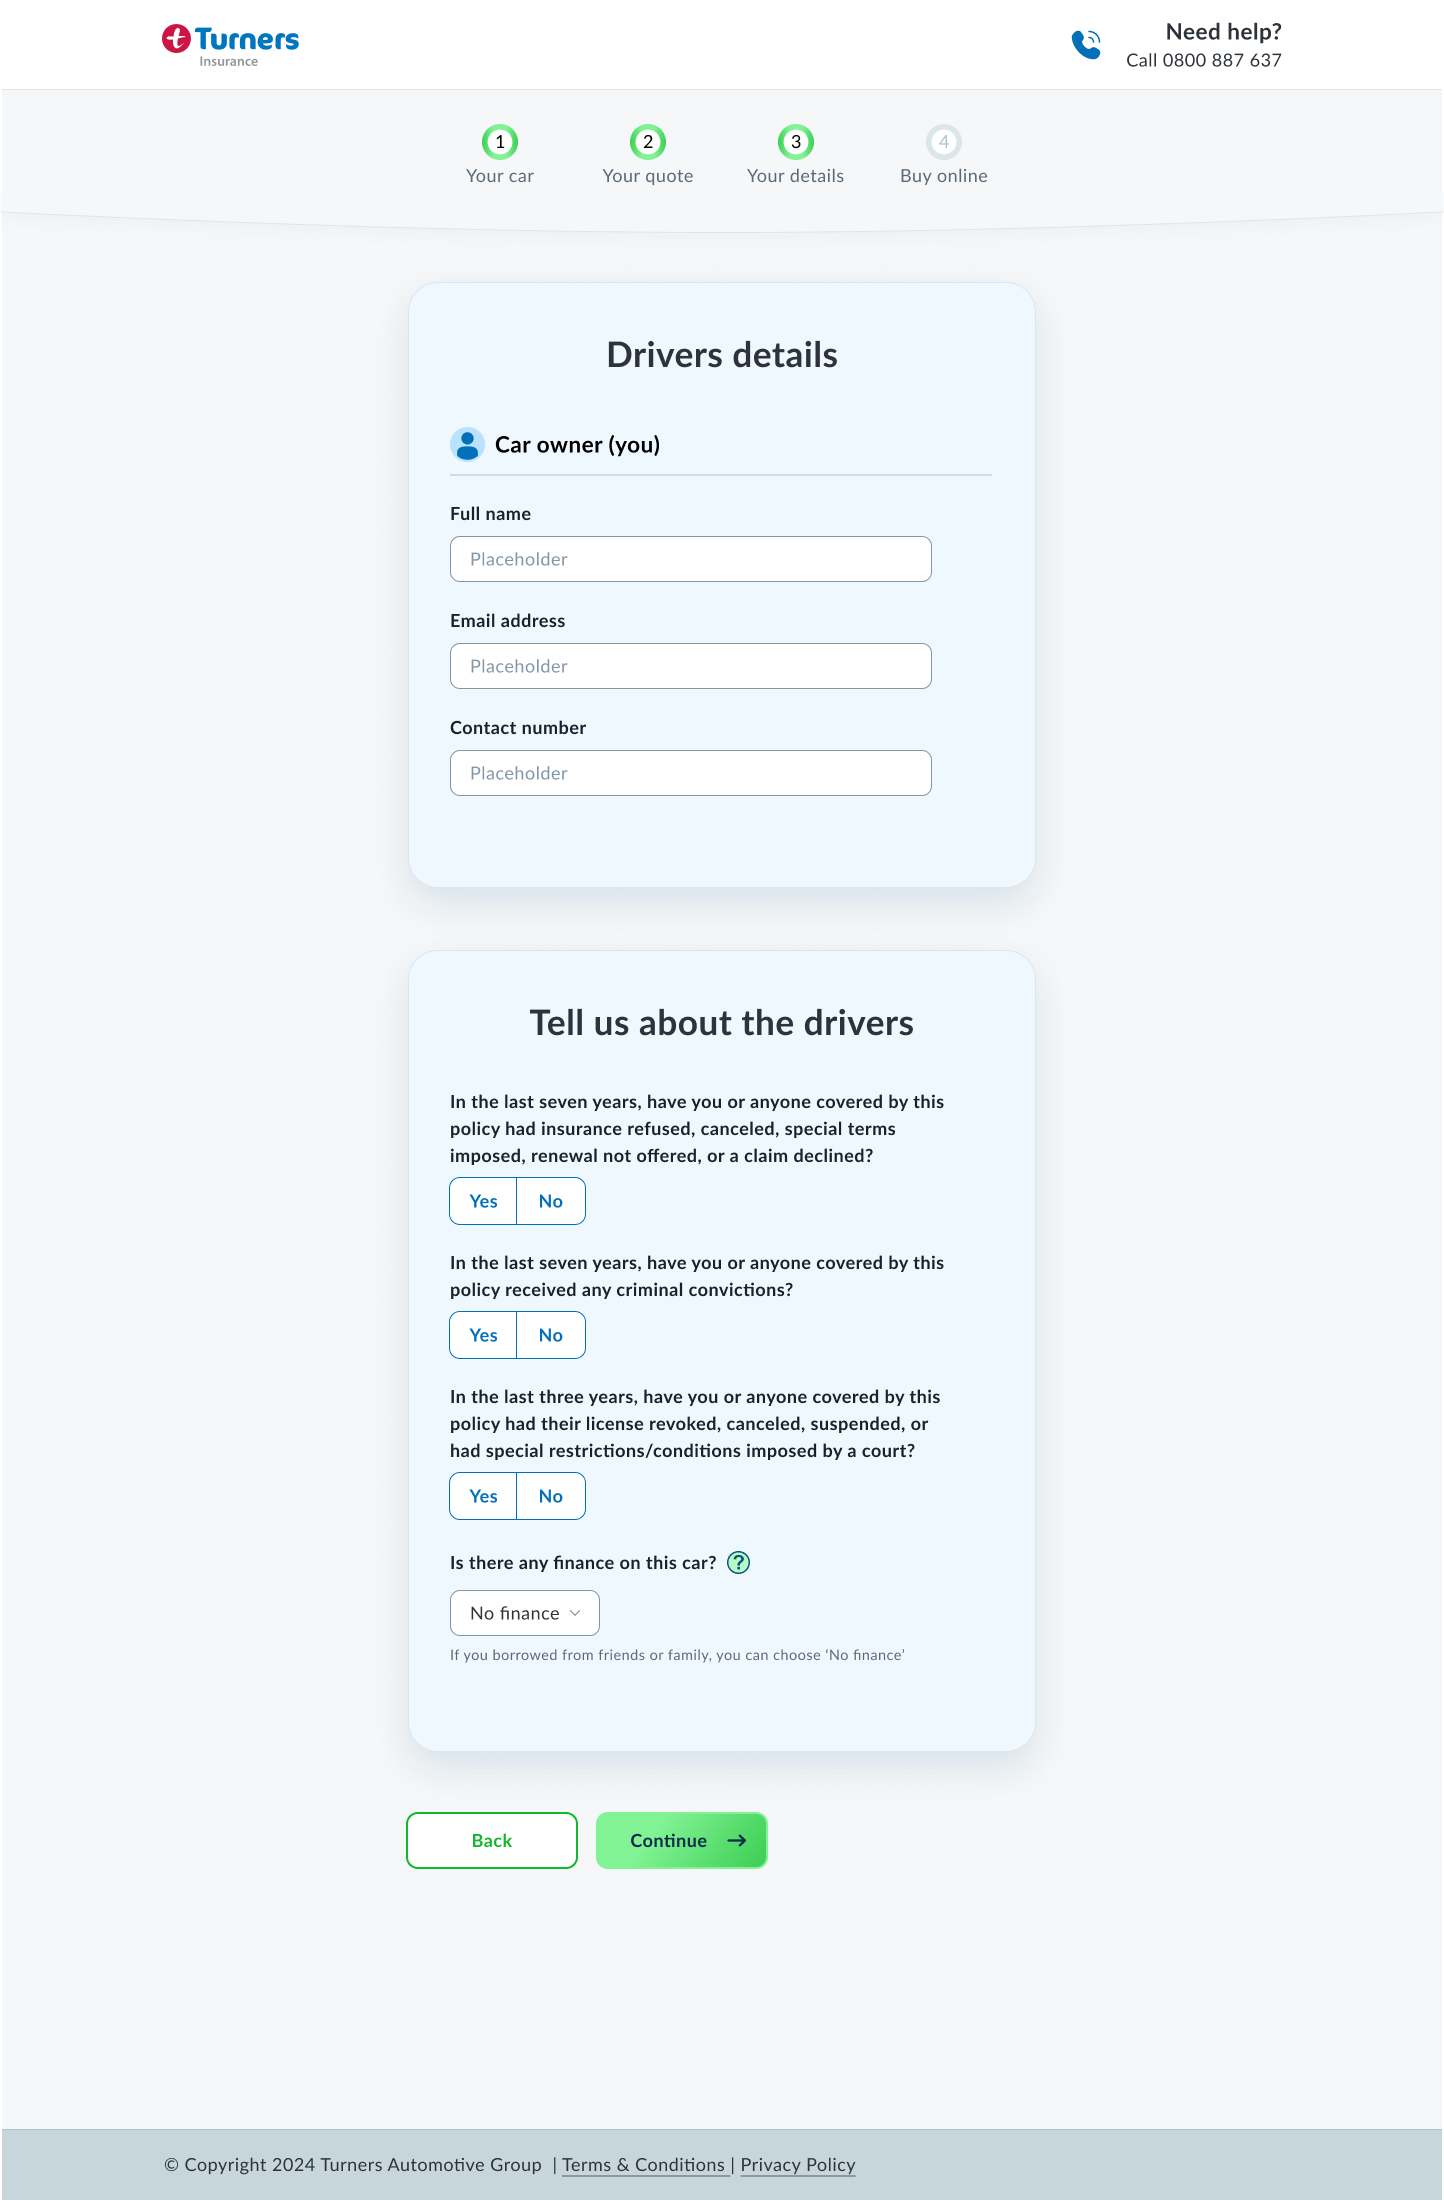 t Turners
Insurance
Need help?
Call 0800 887 637
1
Your car
2
Your quote
3
Your details
4
Buy online
Drivers details
Car owner (you)
Full name
Placeholder
Email address
Placeholder
Contact number
Placeholder
Tell us about the drivers
In the last seven years, have you or anyone covered by this
policy had insurance refused, canceled, special terms
imposed, renewal not offered, or a claim declined?
Yes No
In the last seven years, have you or anyone covered by this
policy received any criminal convictions?
Yes No
In the last three years, have you or anyone covered by this
policy had their license revoked, canceled, suspended, or
had special restrictions/conditions imposed by a court?
Yes No
Is there any finance on this car? ?
No finance
If you borrowed from friends or family, you can choose ‘No finance’
Back
Continue →
© Copyright 2024 Turners Automotive Group | Terms & Conditions | Privacy Policy